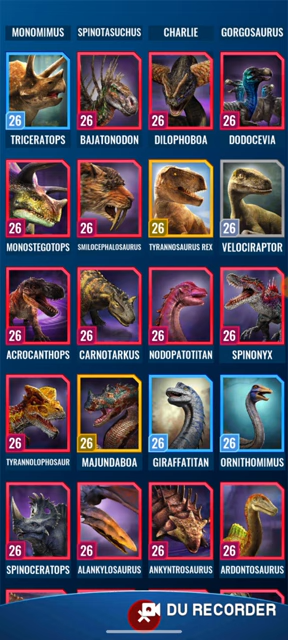 MONOMIMUS SPINOTASUCHUS CHARLIE GORGOSAURUS
26 26 26 26
TRICERATOPS BAJATONODON DILOPHOBOA DODOCEVIA
26 26 26 26
MONOSTEGOTOPS SMILOCEPHALOSAURUS TYRANNOSAURUS REX VELOCIRAPTOR
26 26 26 26
ACROCANTHOPS CARNOTARKUS NODOPATOTITAN SPINONYX
26 26 26 26
TYRANNOLOPHOSAUR MAJUNDABOA GIRAFFATITAN ORNITHOMIMUS
26 26 26 26
SPINOCERATOPS ALANKYLOSAURUS ANKYNTROSAURUS ARDONTOSAURUS
DU RECORDER